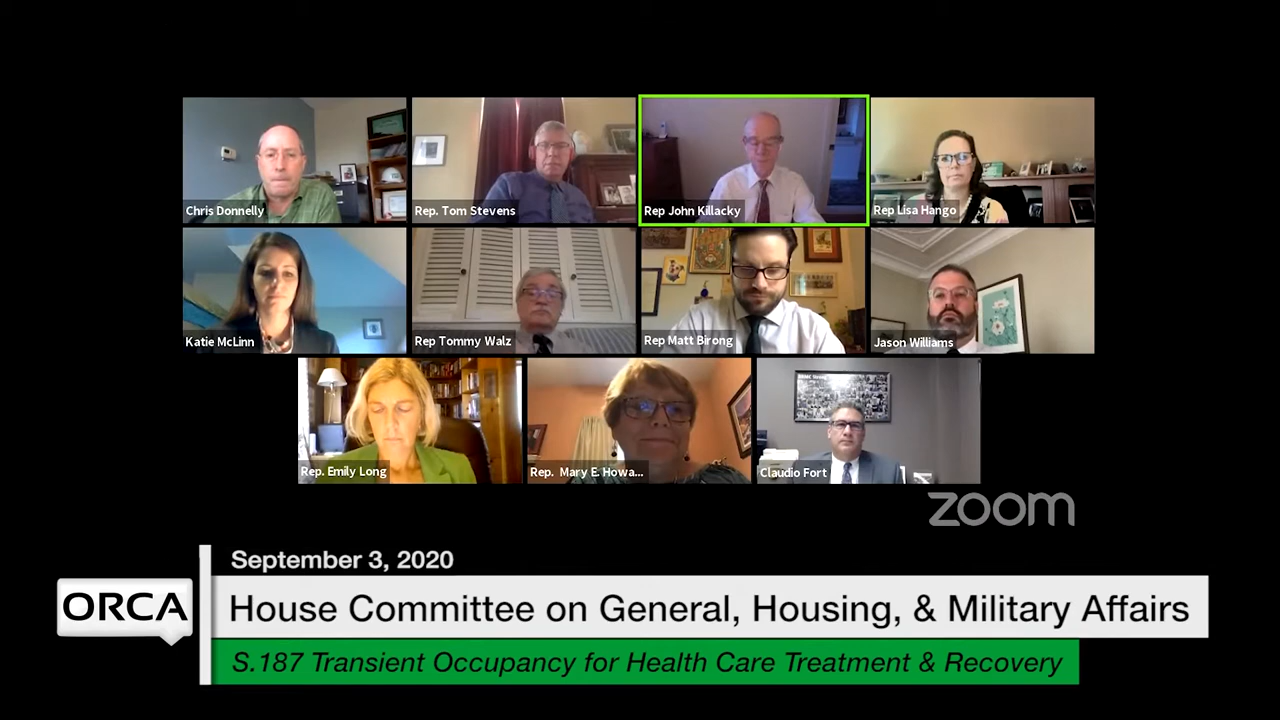 Chris Donnelly
Rep. Tom Stevens
Rep John Killacky
Rep Lisa Hango
Katie McLinn
Rep Tommy Walz
Rep Matt Birong
Jason Williams
Rep. Emily Long
Rep. Mary E. Howa...
Claudio Fort
zoom
September 3, 2020
ORCA
House Committee on General, Housing, & Military Affairs
S.187 Transient Occupancy for Health Care Treatment & Recovery